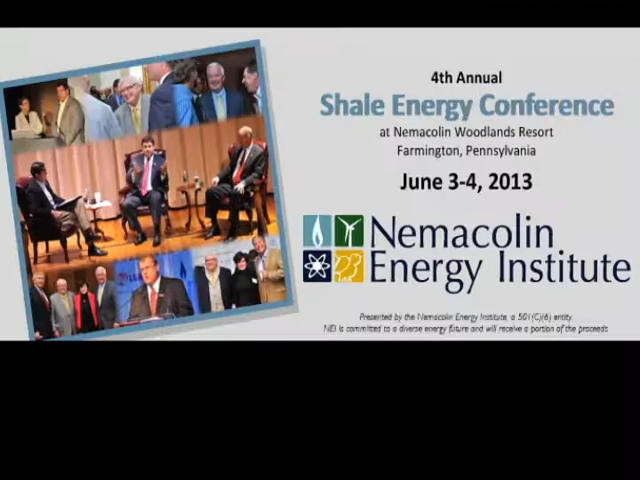 4th Annual
Shale Energy Conference
at Nemacolin Woodlands Resort
Farmington, Pennsylvania
June 3-4, 2013
Nemacolin
Energy Institute
Presented by the Nemacolin Energy Institute, a 501(C)(6) entity.
NEI is committed to a diverse energy future and will receive a portion of the proceeds